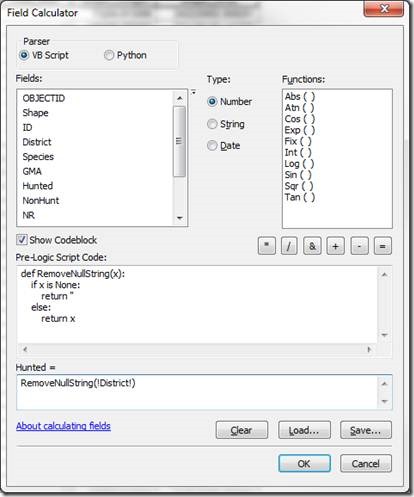 Field Calculator
Parser
VB Script
Python
Fields:
Type:
Functions:
OBJECTID
Shape
ID
District
Species
GMA
Hunted
NonHunt
NR
Number
String
Date
Abs ( )
Atn ( )
Cos ( )
Exp ( )
Fix ( )
Int ( )
Log ( )
Sin ( )
Sqr ( )
Tan ( )
Show Codeblock
* / & + - =
Pre-Logic Script Code:
def RemoveNullString(x):
if x is None:
return ''
else:
return x
Hunted =
RemoveNullString(!District!)
About calculating fields
Clear
Load...
Save...
OK
Cancel